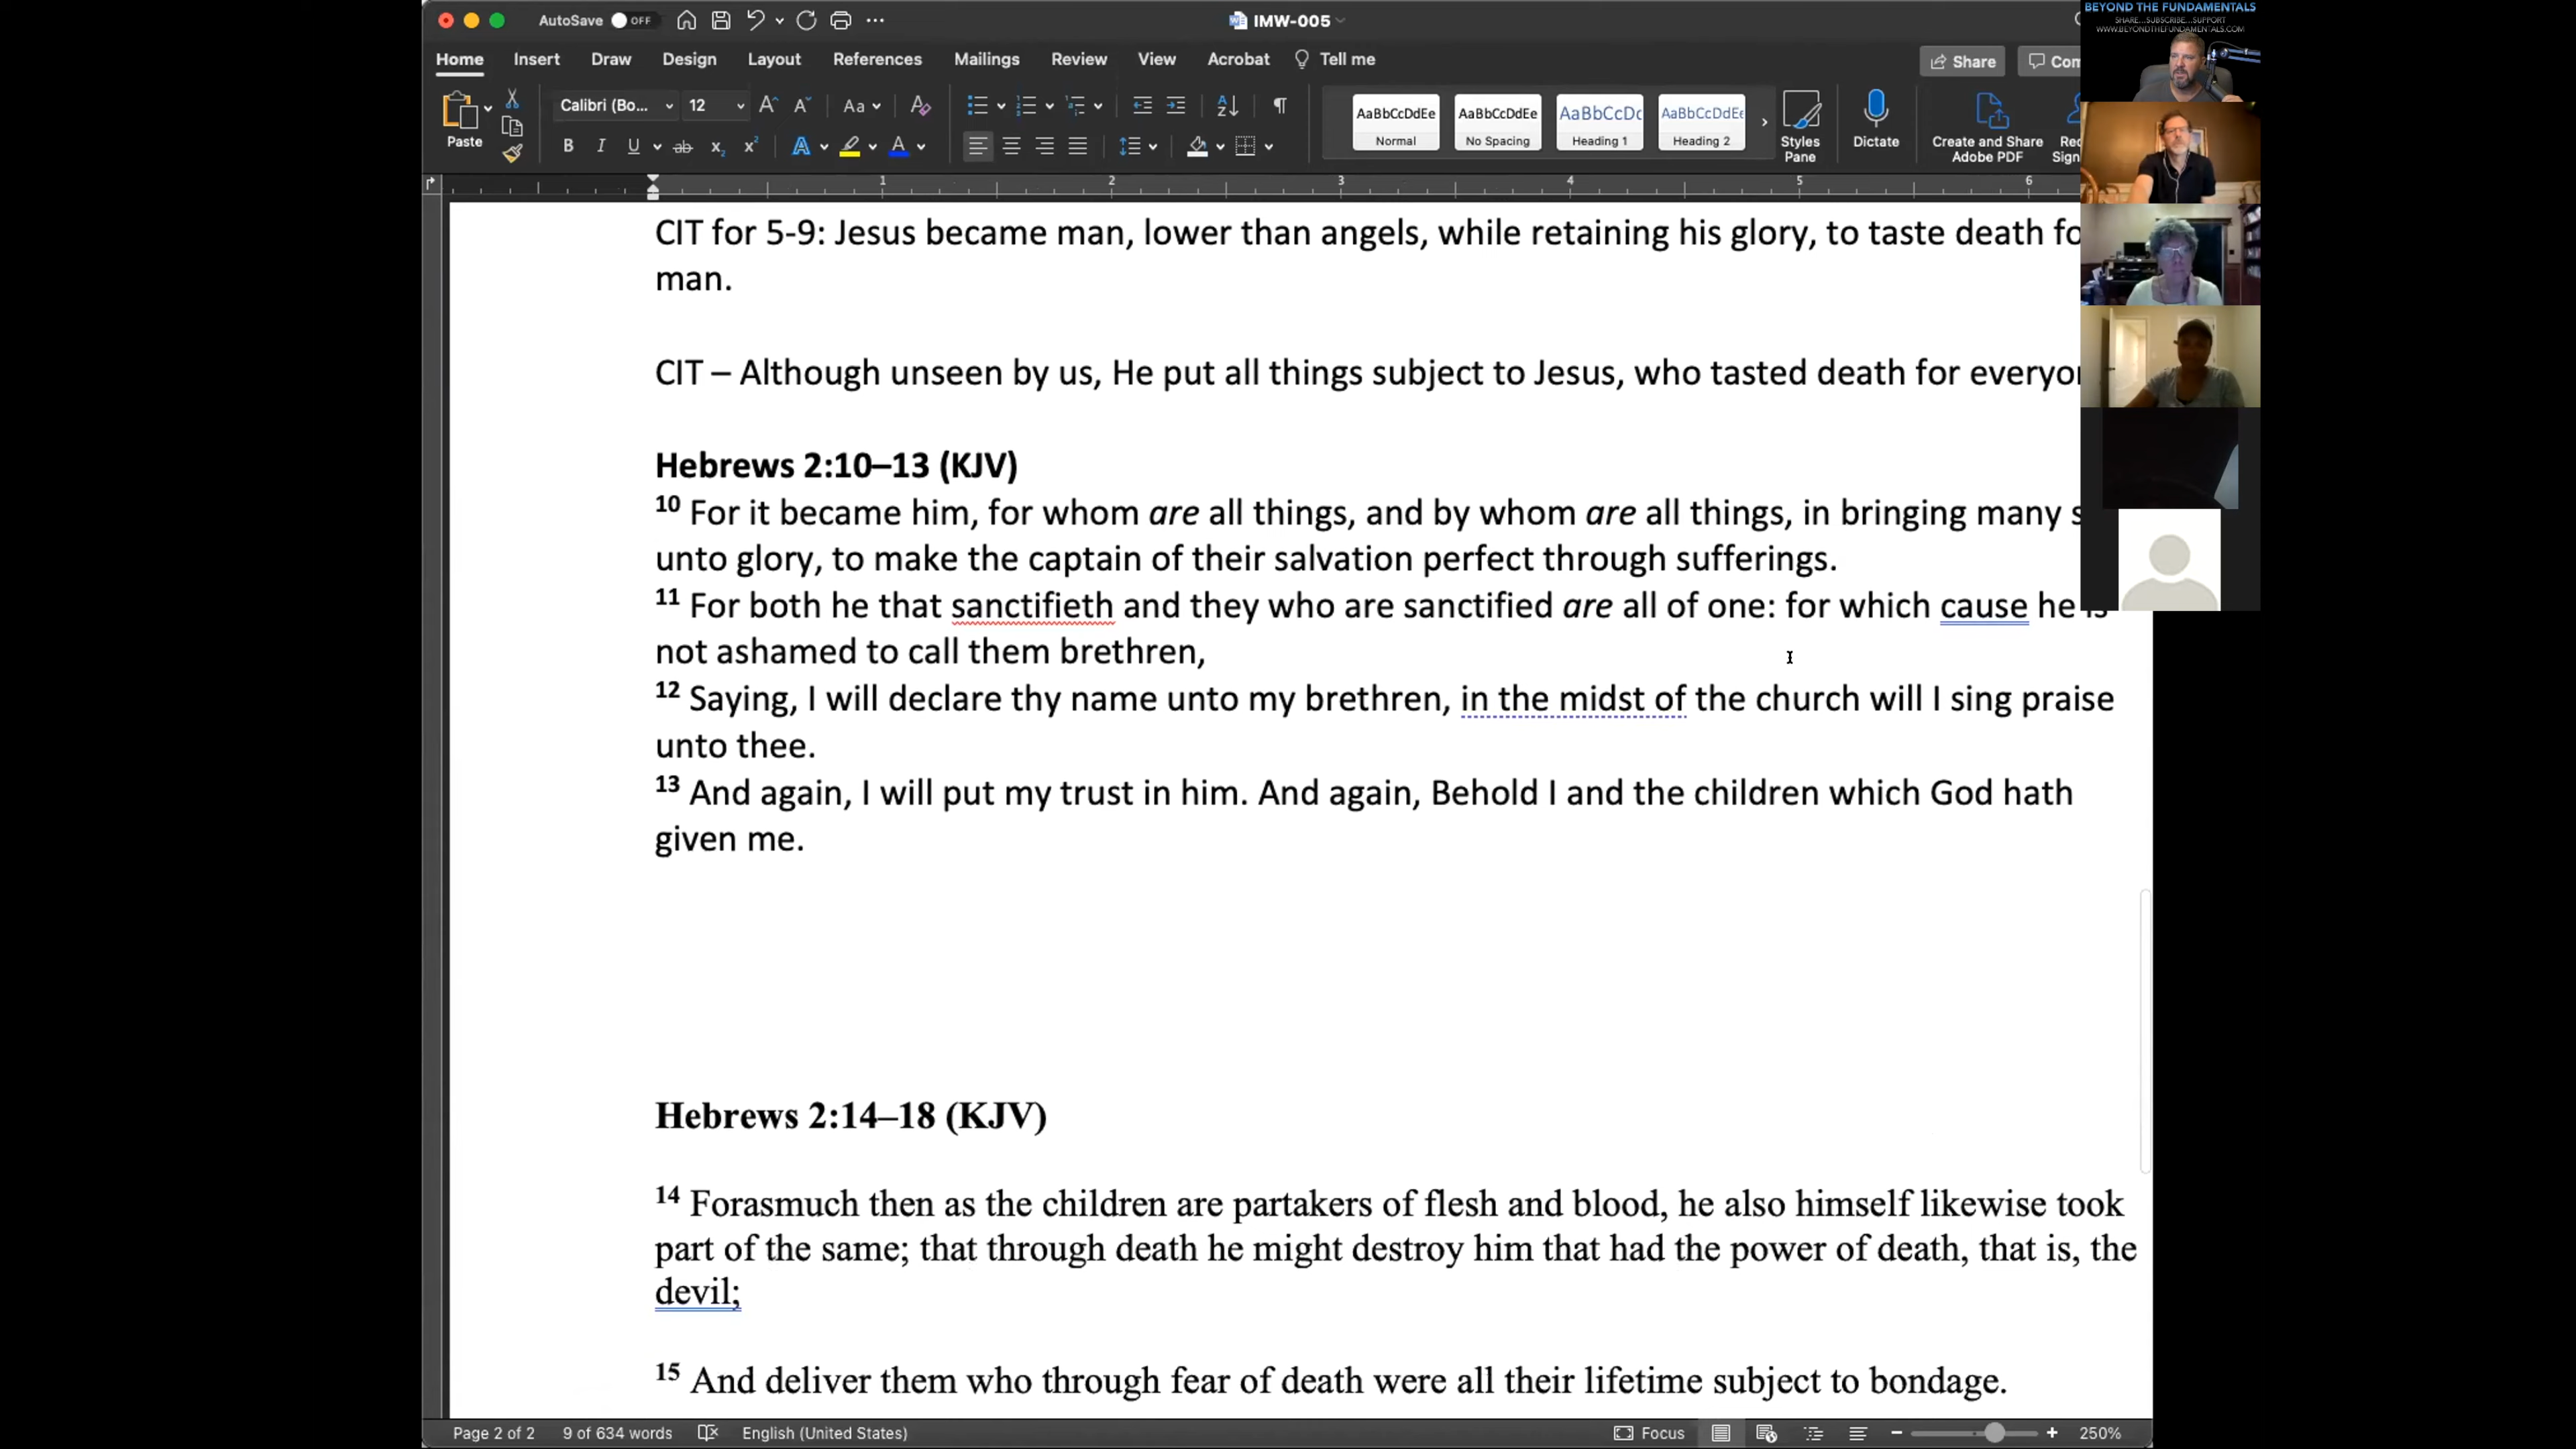 AutoSave OFF
IMW-005
BEYOND THE FUNDAMENTALS
SHARE...SUBSCRIBE...SUPPORT
WWW.BEYONDTHEFUNDAMENTALS.COM
Home Insert Draw Design Layout References Mailings Review View Acrobat Tell me
Share Com
Paste
Calibri (Bo... 12
AaBbCcDdEe AaBbCcDdEe AaBbCcDc AaBbCcDdEe
Normal No Spacing Heading 1 Heading 2
Styles Pane
Dictate
Create and Share Adobe PDF
1 2 3 4 5 6
CIT for 5-9: Jesus became man, lower than angels, while retaining his glory, to taste death fo
man.
CIT – Although unseen by us, He put all things subject to Jesus, who tasted death for everyo
Hebrews 2:10–13 (KJV)
10 For it became him, for whom are all things, and by whom are all things, in bringing many s
unto glory, to make the captain of their salvation perfect through sufferings.
11 For both he that sanctifieth and they who are sanctified are all of one: for which cause he is
not ashamed to call them brethren,
12 Saying, I will declare thy name unto my brethren, in the midst of the church will I sing praise
unto thee.
13 And again, I will put my trust in him. And again, Behold I and the children which God hath
given me.
Hebrews 2:14–18 (KJV)
14 Forasmuch then as the children are partakers of flesh and blood, he also himself likewise took
part of the same; that through death he might destroy him that had the power of death, that is, the
devil;
15 And deliver them who through fear of death were all their lifetime subject to bondage.
Page 2 of 2 9 of 634 words English (United States) Focus 250%